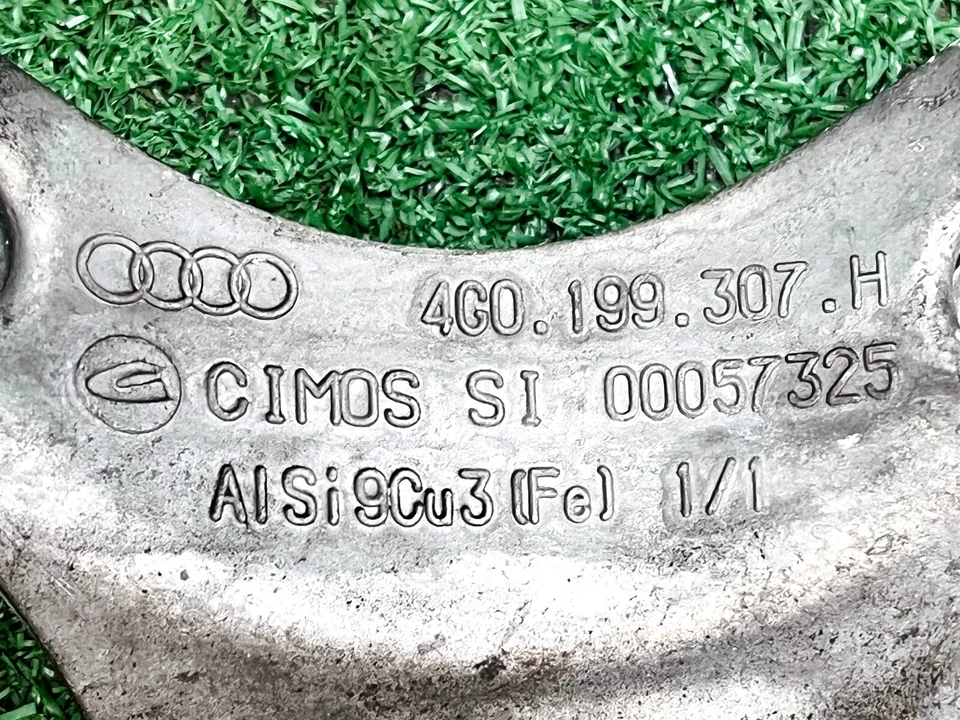 4G0.199.307.H
CIMOS SI 00057325
AlSi9Cu3(Fe) 1/1